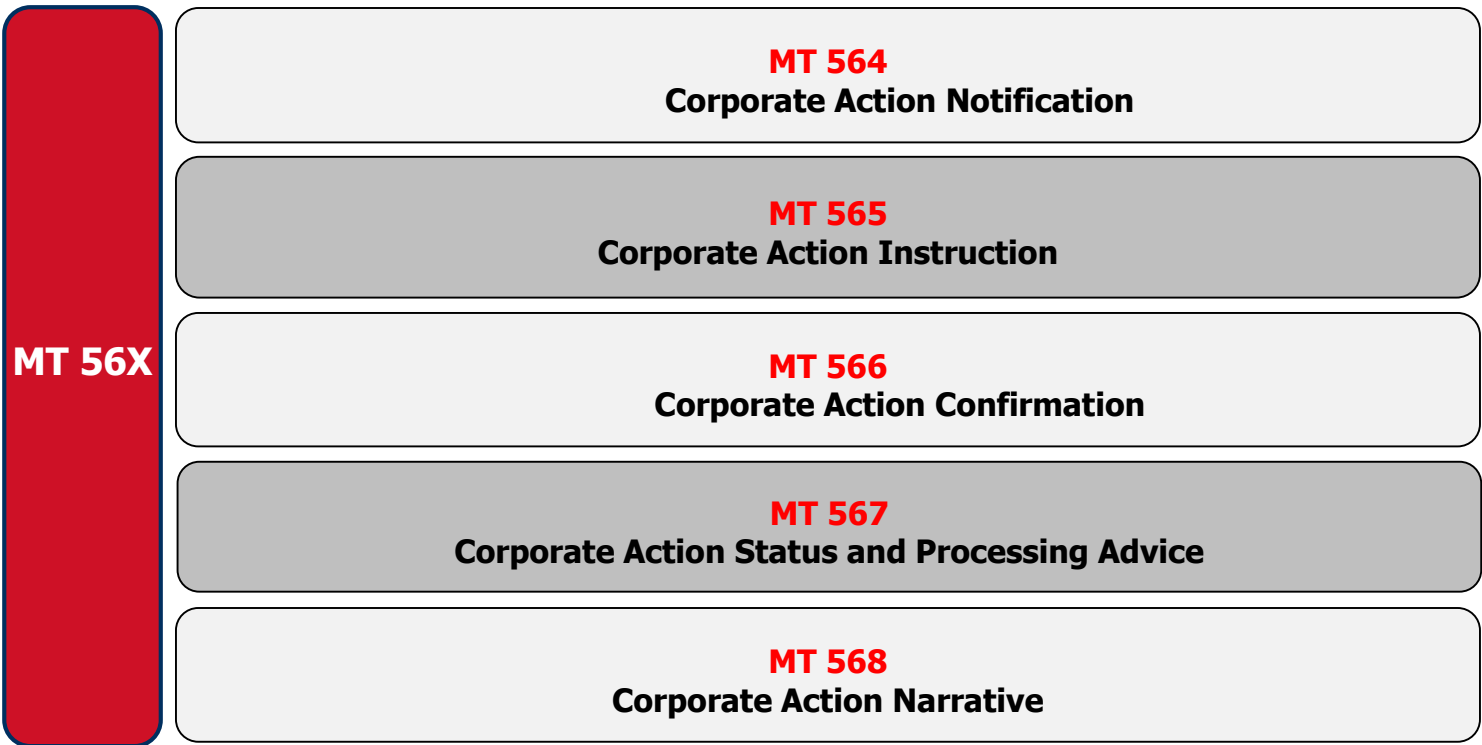 MT 56X
MT 564
Corporate Action Notification
MT 565
Corporate Action Instruction
MT 566
Corporate Action Confirmation
MT 567
Corporate Action Status and Processing Advice
MT 568
Corporate Action Narrative